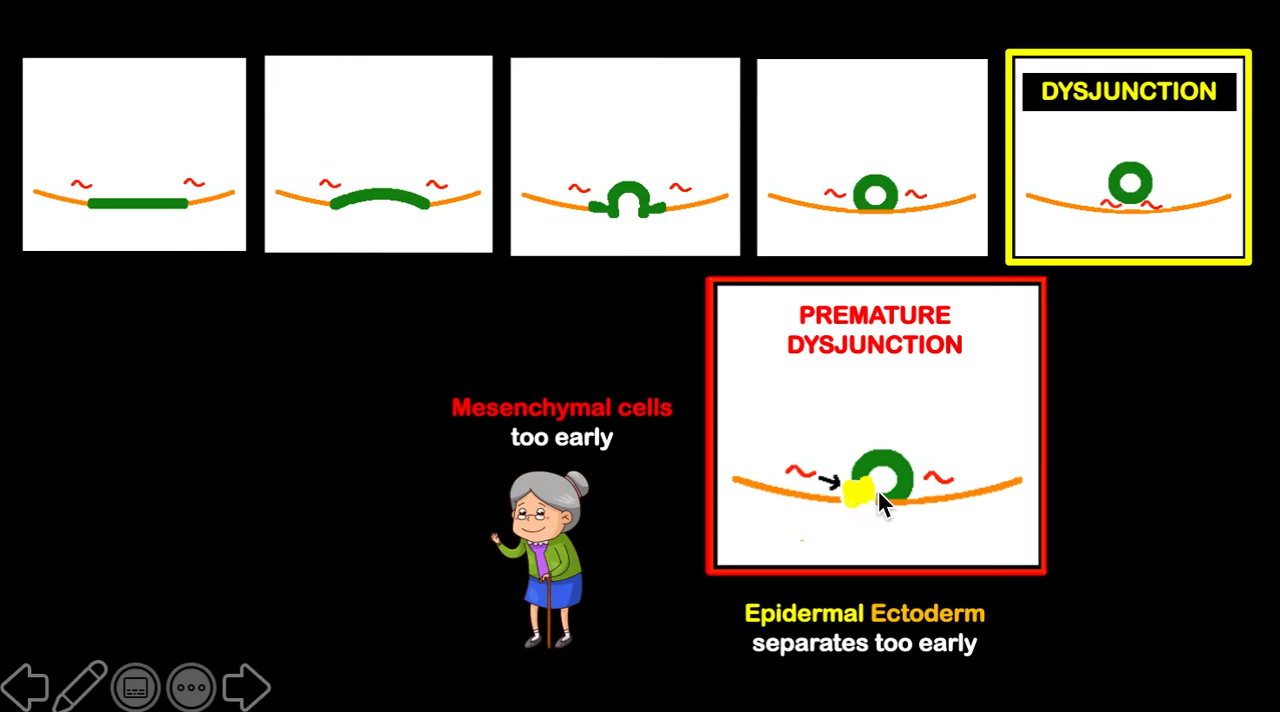 DYSJUNCTION
PREMATURE
DYSJUNCTION
Mesenchymal cells
too early
Epidermal Ectoderm
separates too early